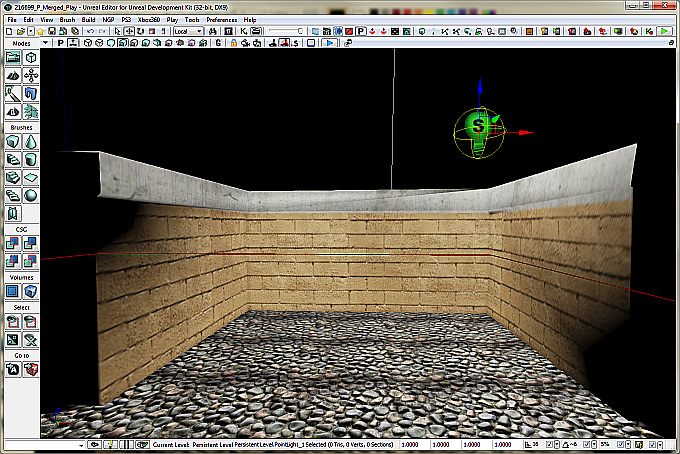 216699_P_Merged_Play - Unreal Editor for Unreal Development Kit (32-bit, DX9)
File Edit View Brush Build NGP PS3 Xbox360 Play Tools Preferences Help
Local
Modes
P
Brushes
CSG
Volumes
Select
Go to
S
Current Level: Persistent Level Persistent Level.PointLight_1 Selected (0 Tris, 0 Verts, 0 Sections) 1.0000 1.0000 1.0000 1.0000 5%